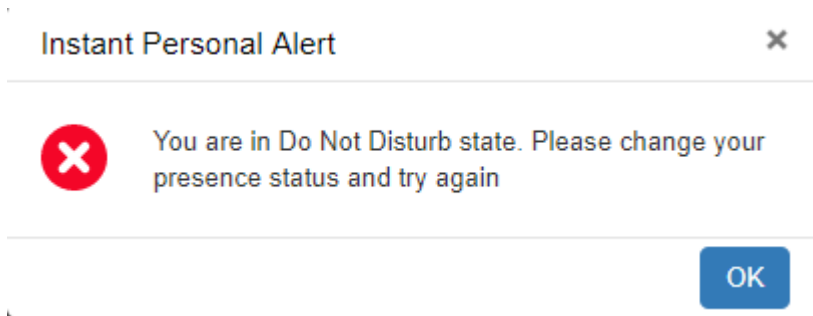 Instant Personal Alert
You are in Do Not Disturb state. Please change your
presence status and try again
OK